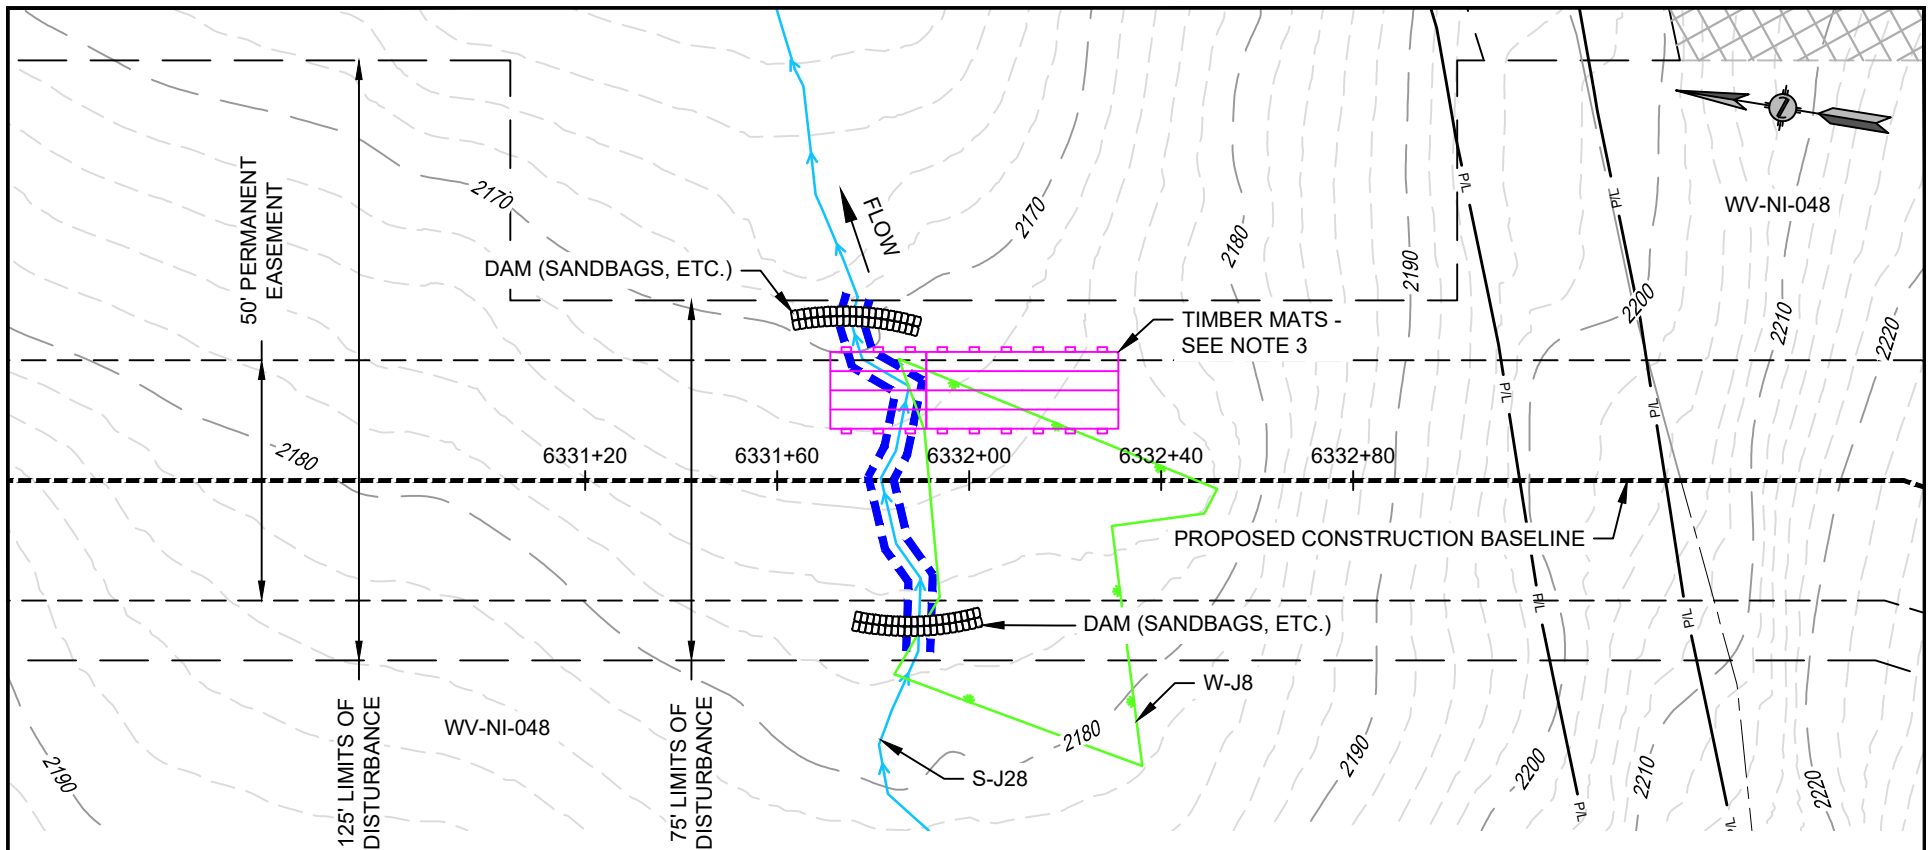 50' PERMANENT
EASEMENT
2170
DAM (SANDBAGS, ETC.)
FLOW
2170
2180
2190
P/L
P/L
WV-NI-048
2200
2210
2220
TIMBER MATS -
SEE NOTE 3
P/L
P/L
2180
6331+20
6331+60
6332+00
6332+40
6332+80
PROPOSED CONSTRUCTION BASELINE
P/L
P/L
DAM (SANDBAGS, ETC.)
W-J8
2180
S-J28
WV-NI-048
125' LIMITS OF
DISTURBANCE
75' LIMITS OF
DISTURBANCE
2190
2190
2200
2210
2220
P/L
P/L
Z